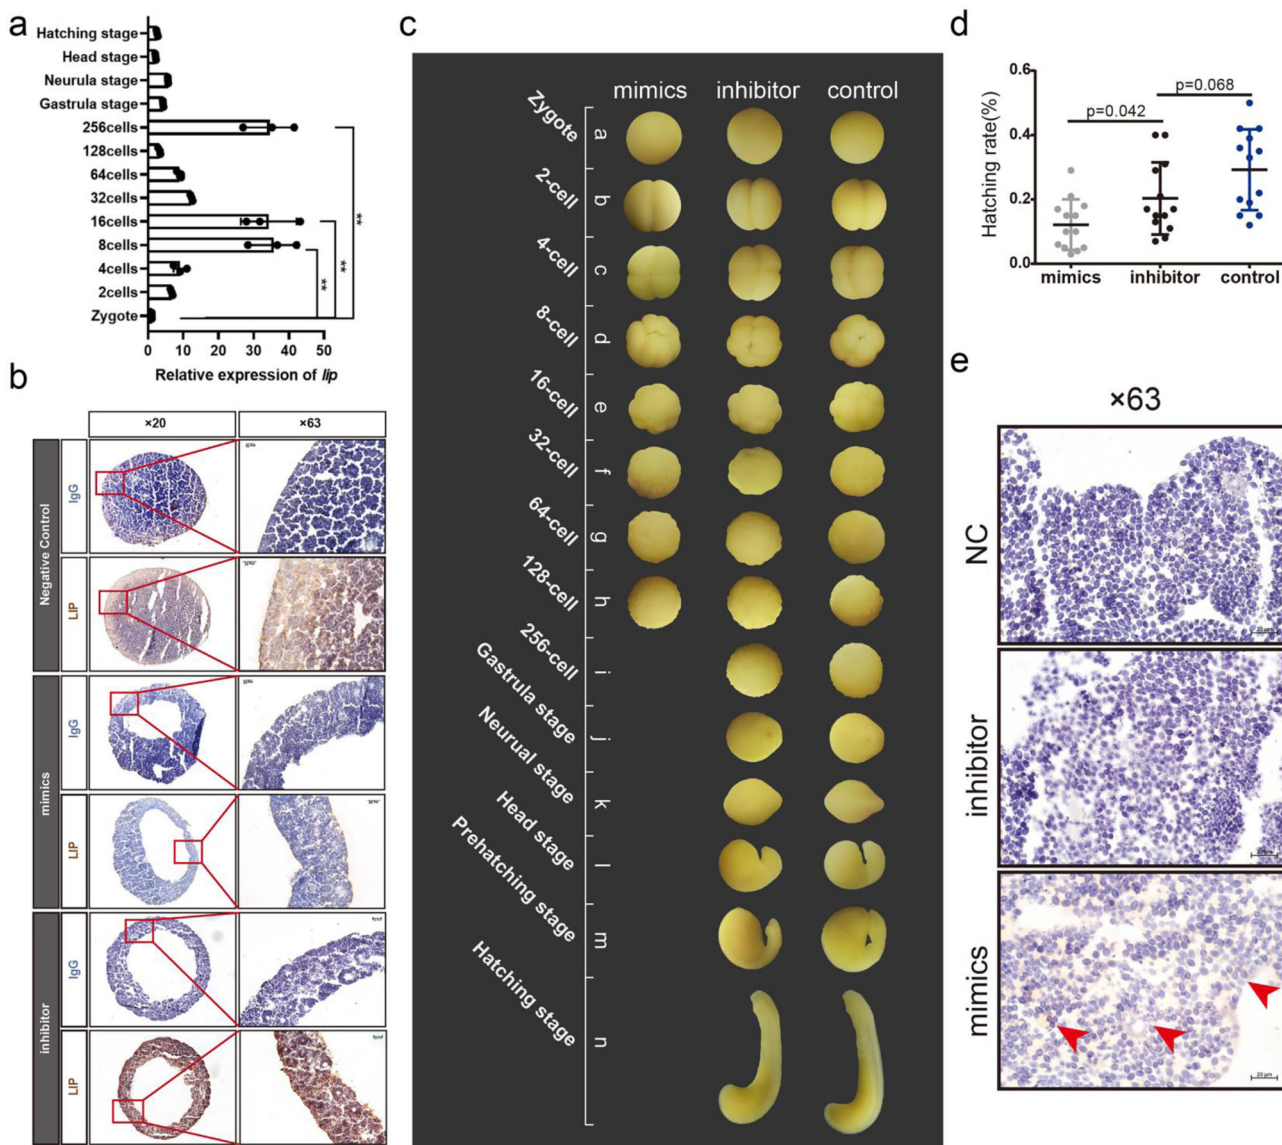 a
Hatching stage
Head stage
Neurula stage
Gastrula stage
256cells
128cells
64cells
32cells
16cells
8cells
4cells
2cells
Zygote
**
**
**
0 10 20 30 40 50
Relative expression of lip
b
×20 ×63
Negative Control
IgG
LIP
mimics
IgG
LIP
inhibitor
IgG
LIP
c
mimics inhibitor control
Zygote a
2-cell b
4-cell c
8-cell d
16-cell e
32-cell f
64-cell g
128-cell h
256-cell i
Gastrula stage j
Neurual stage k
Head stage l
Prehatching stage m
Hatching stage n
d
Hatching rate(%)
0.6
0.4
0.2
0.0
p=0.042
p=0.068
mimics inhibitor control
e
×63
NC
inhibitor
mimics
20 μm